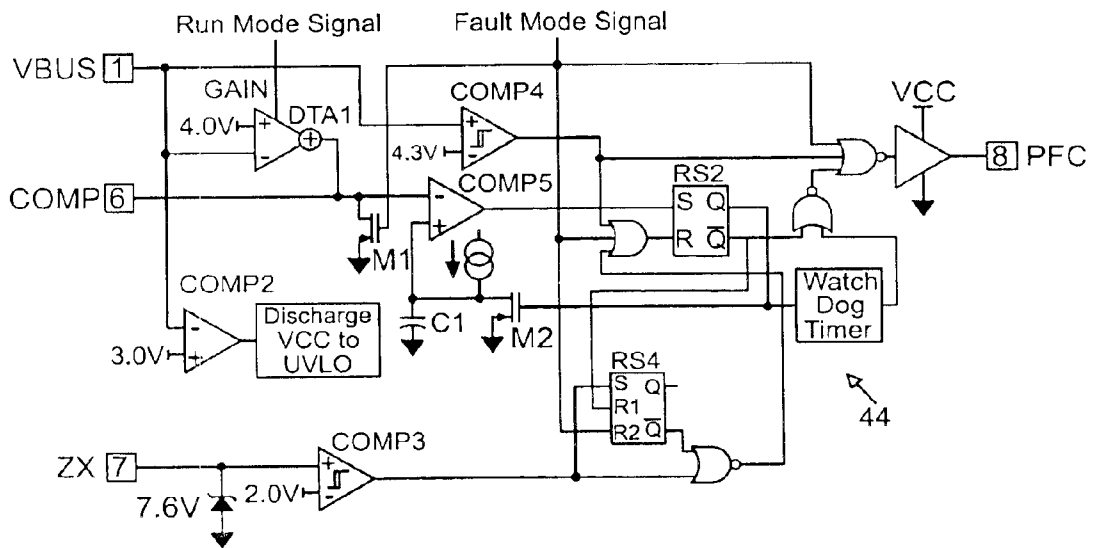 Run Mode Signal
Fault Mode Signal
VBUS 1
GAIN
DTA1
4.0V
+
-
+
COMP4
+
-
4.3V
VCC
8 PFC
COMP 6
COMP5
-
+
RS2
S Q
R Q̅
M1
COMP2
-
+
3.0V
Discharge
VCC to
UVLO
C1
M2
Watch
Dog
Timer
RS4
S Q
R1
R2 Q̅
44
ZX 7
COMP3
+
-
7.6V
2.0V